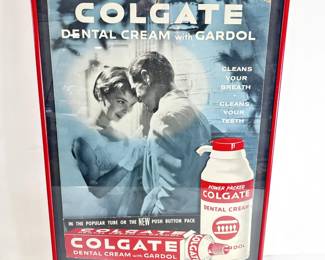 COLGATE
DENTAL CREAM with GARDOL
CLEANS
YOUR
BREATH
CLEANS
YOUR
TEETH
POWER PACKED
COLGATE
DENTAL CREAM
IN THE POPULAR TUBE OR THE NEW PUSH BUTTON PACK
COLGATE
COLGATE
DENTAL CREAM with GARDOL